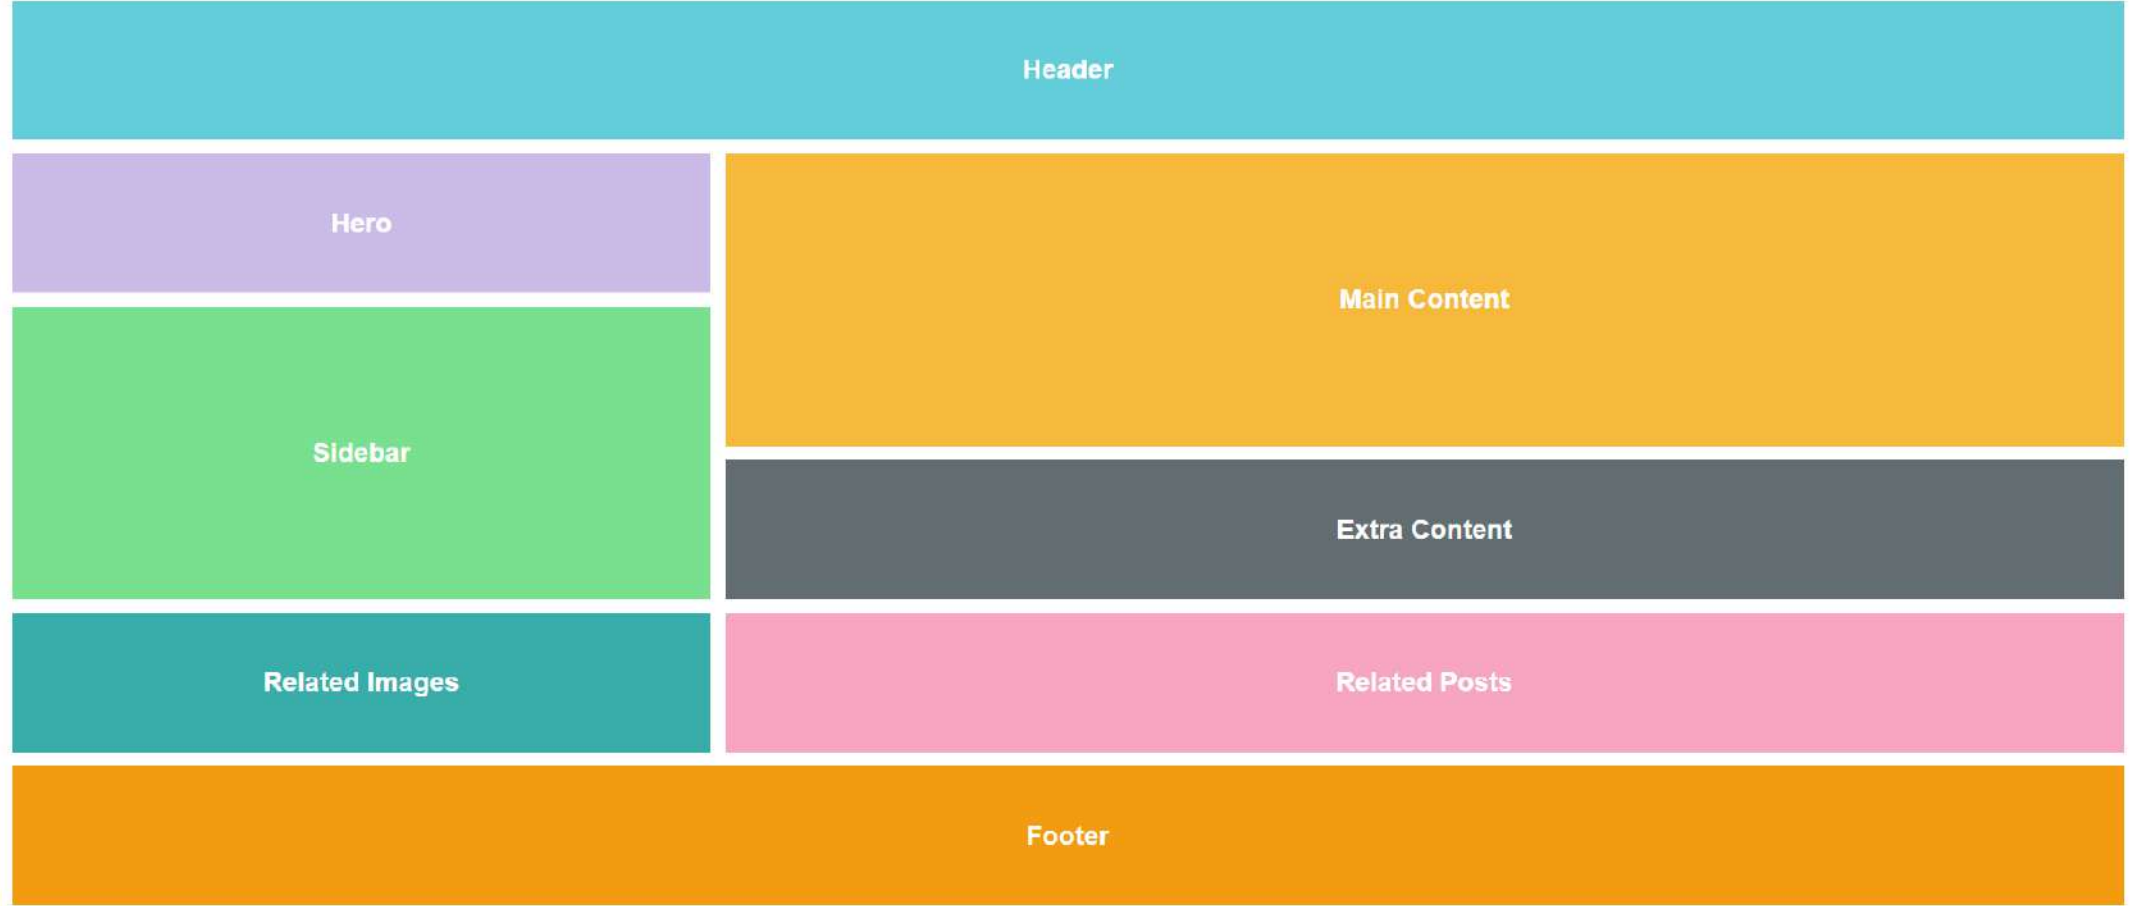 Header
Hero
Main Content
Sidebar
Extra Content
Related Images
Related Posts
Footer